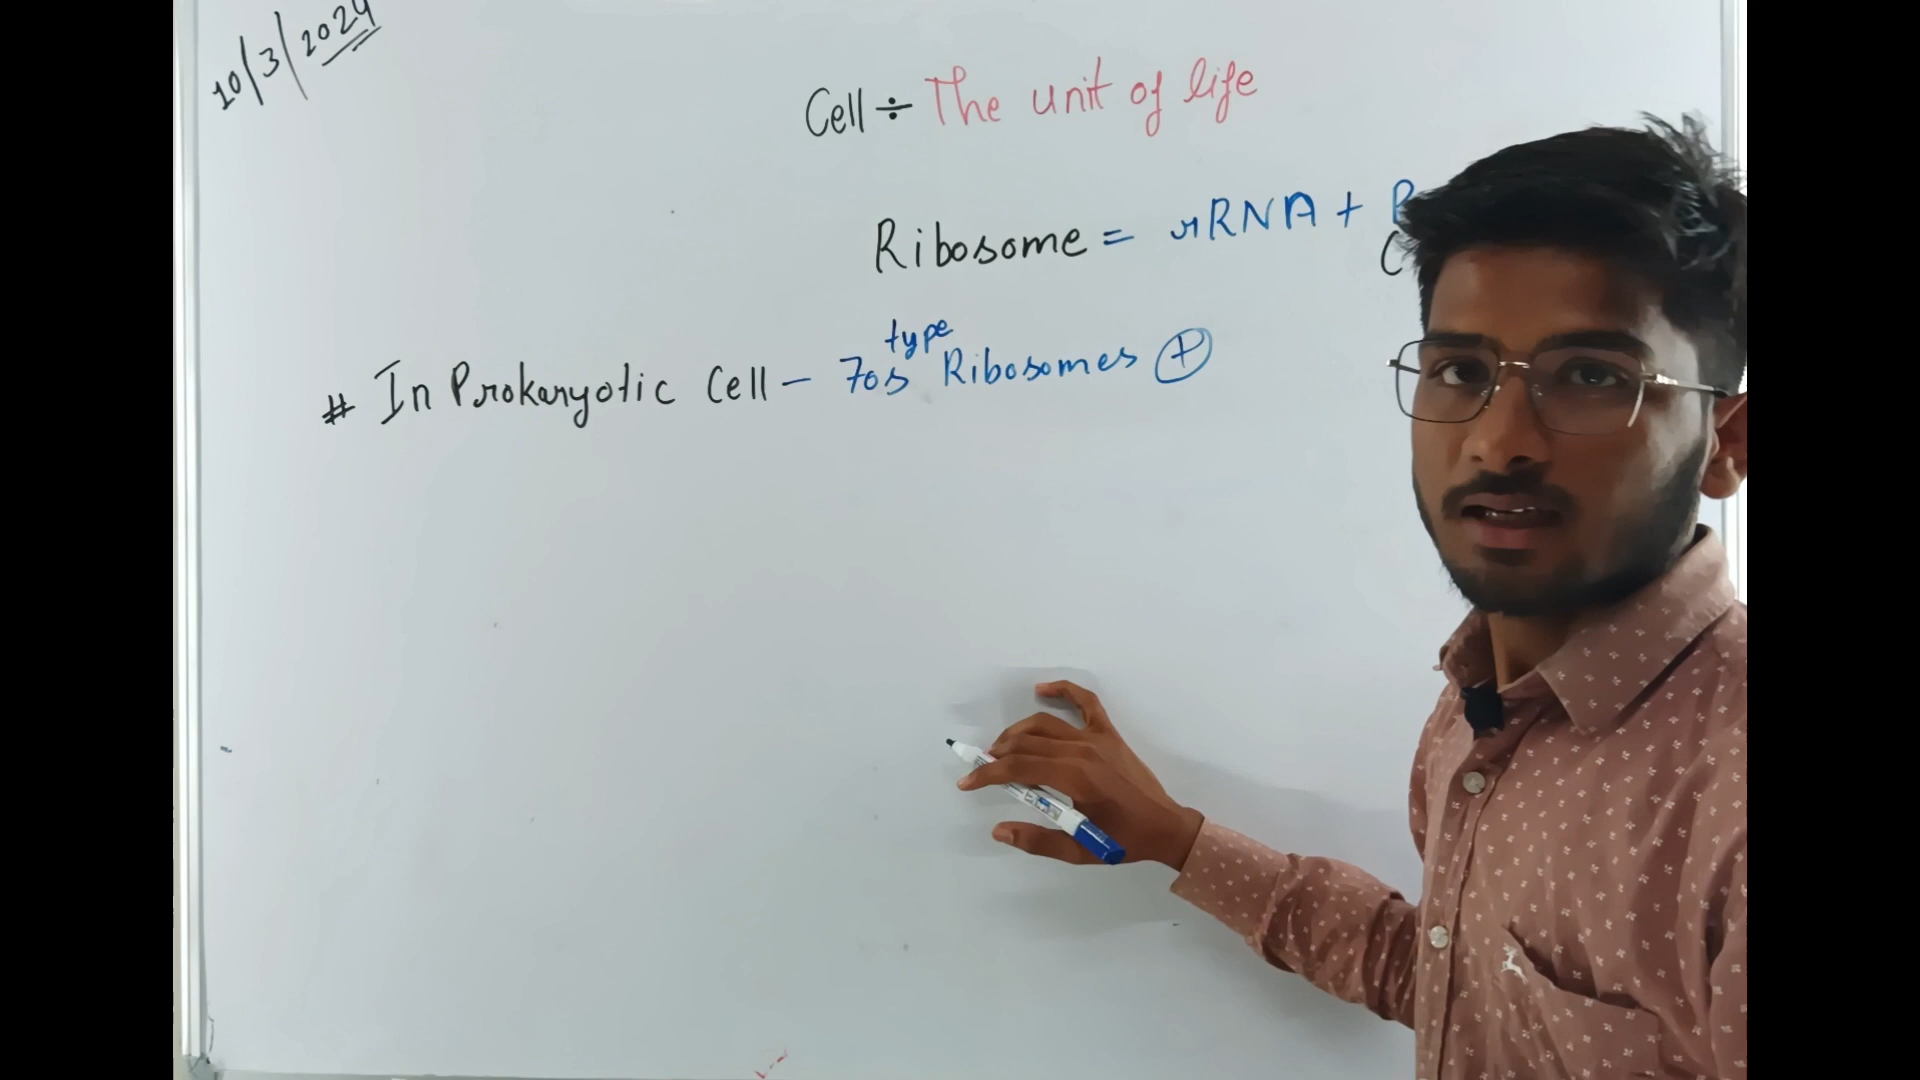 10/3/2024
Cell ÷ The unit of life
Ribosome = rRNA +
type
# In Prokaryotic Cell - 70s Ribosomes ⊕